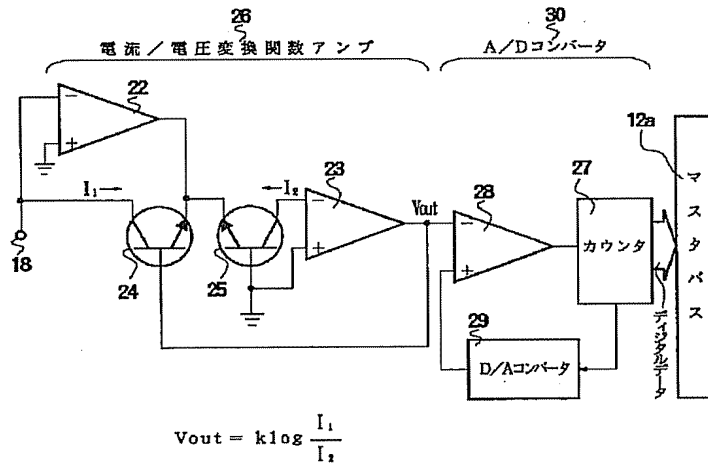 26
電流／電圧変換関数アンプ
30
A／Dコンバータ
22
－
＋
I₁→
←I₂
18
24
25
23
－
＋
Vout
28
－
＋
27
カウンタ
29
D／Aコンバータ
ディジタルデータ
12a
マスタバス
Vout = klog I₁/I₂